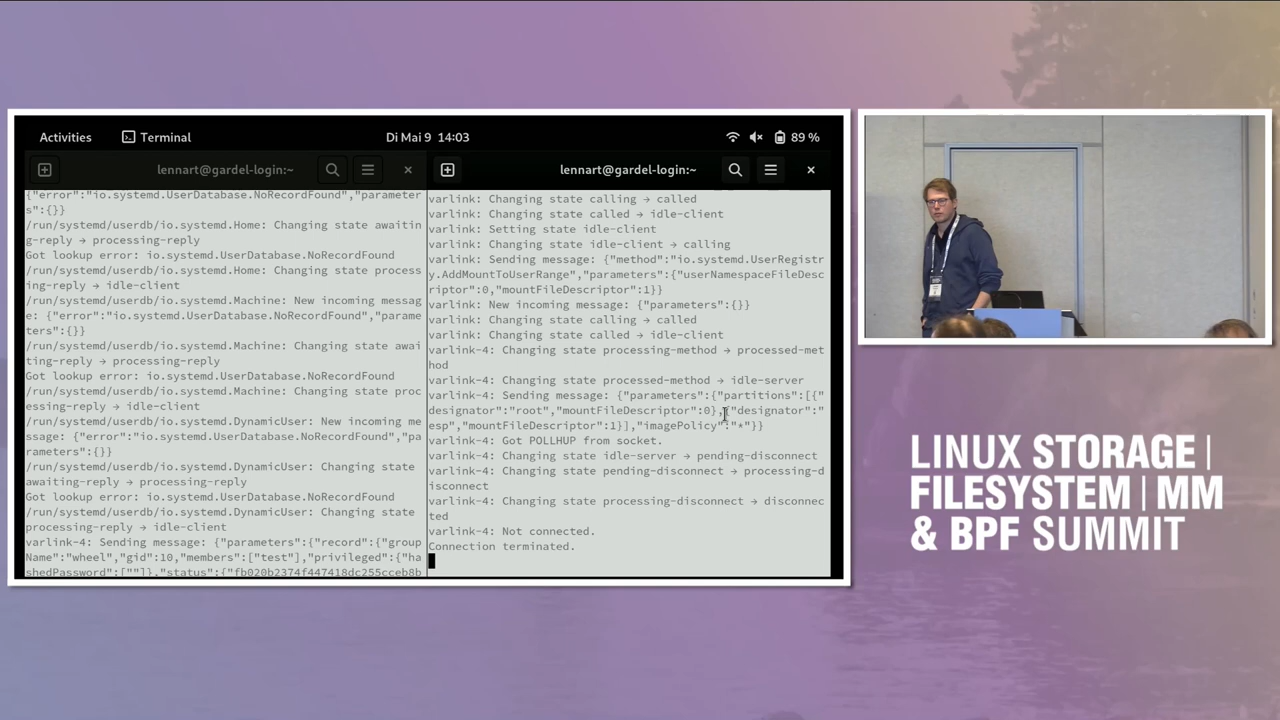 Activities
Terminal
Di Mai 9 14:03
89 %
lennart@gardel-login:~
lennart@gardel-login:~
{"error":"io.systemd.UserDatabase.NoRecordFound","parameter
s":{}}
/run/systemd/userdb/io.systemd.Home: Changing state awaitin
g-reply → processing-reply
Got lookup error: io.systemd.UserDatabase.NoRecordFound
/run/systemd/userdb/io.systemd.Home: Changing state process
ing-reply → idle-client
/run/systemd/userdb/io.systemd.Machine: New incoming messag
e: {"error":"io.systemd.UserDatabase.NoRecordFound","parame
ters":{}}
/run/systemd/userdb/io.systemd.Machine: Changing state awai
ting-reply → processing-reply
Got lookup error: io.systemd.UserDatabase.NoRecordFound
/run/systemd/userdb/io.systemd.Machine: Changing state proc
essing-reply → idle-client
/run/systemd/userdb/io.systemd.DynamicUser: New incoming me
ssage: {"error":"io.systemd.UserDatabase.NoRecordFound","pa
rameters":{}}
/run/systemd/userdb/io.systemd.DynamicUser: Changing state
awaiting-reply → processing-reply
Got lookup error: io.systemd.UserDatabase.NoRecordFound
/run/systemd/userdb/io.systemd.DynamicUser: Changing state
processing-reply → idle-client
varlink-4: Sending message: {"parameters":{"record":{"group
Name":"wheel","gid":10,"members":["test"],"privileged":{"ha
shedPassword":[""]},"status":{"fb020b2374f447418dc255cceb8b
varlink: Changing state calling → called
varlink: Changing state called → idle-client
varlink: Setting state idle-client
varlink: Changing state idle-client → calling
varlink: Sending message: {"method":"io.systemd.UserRegistr
y.AddMountToUserRange","parameters":{"userNamespaceFileDesc
riptor":0,"mountFileDescriptor":1}}
varlink: New incoming message: {"parameters":{}}
varlink: Changing state calling → called
varlink: Changing state called → idle-client
varlink-4: Changing state processing-method → processed-met
hod
varlink-4: Changing state processed-method → idle-server
varlink-4: Sending message: {"parameters":{"partitions":[{"
designator":"root","mountFileDescriptor":0},{"designator":"
esp","mountFileDescriptor":1}],"imagePolicy":"*"}}
varlink-4: Got POLLHUP from socket.
varlink-4: Changing state idle-server → pending-disconnect
varlink-4: Changing state pending-disconnect → processing-d
isconnect
varlink-4: Changing state processing-disconnect → disconnec
ted
varlink-4: Not connected.
Connection terminated.
LINUX STORAGE |
FILESYSTEM | MM
& BPF SUMMIT